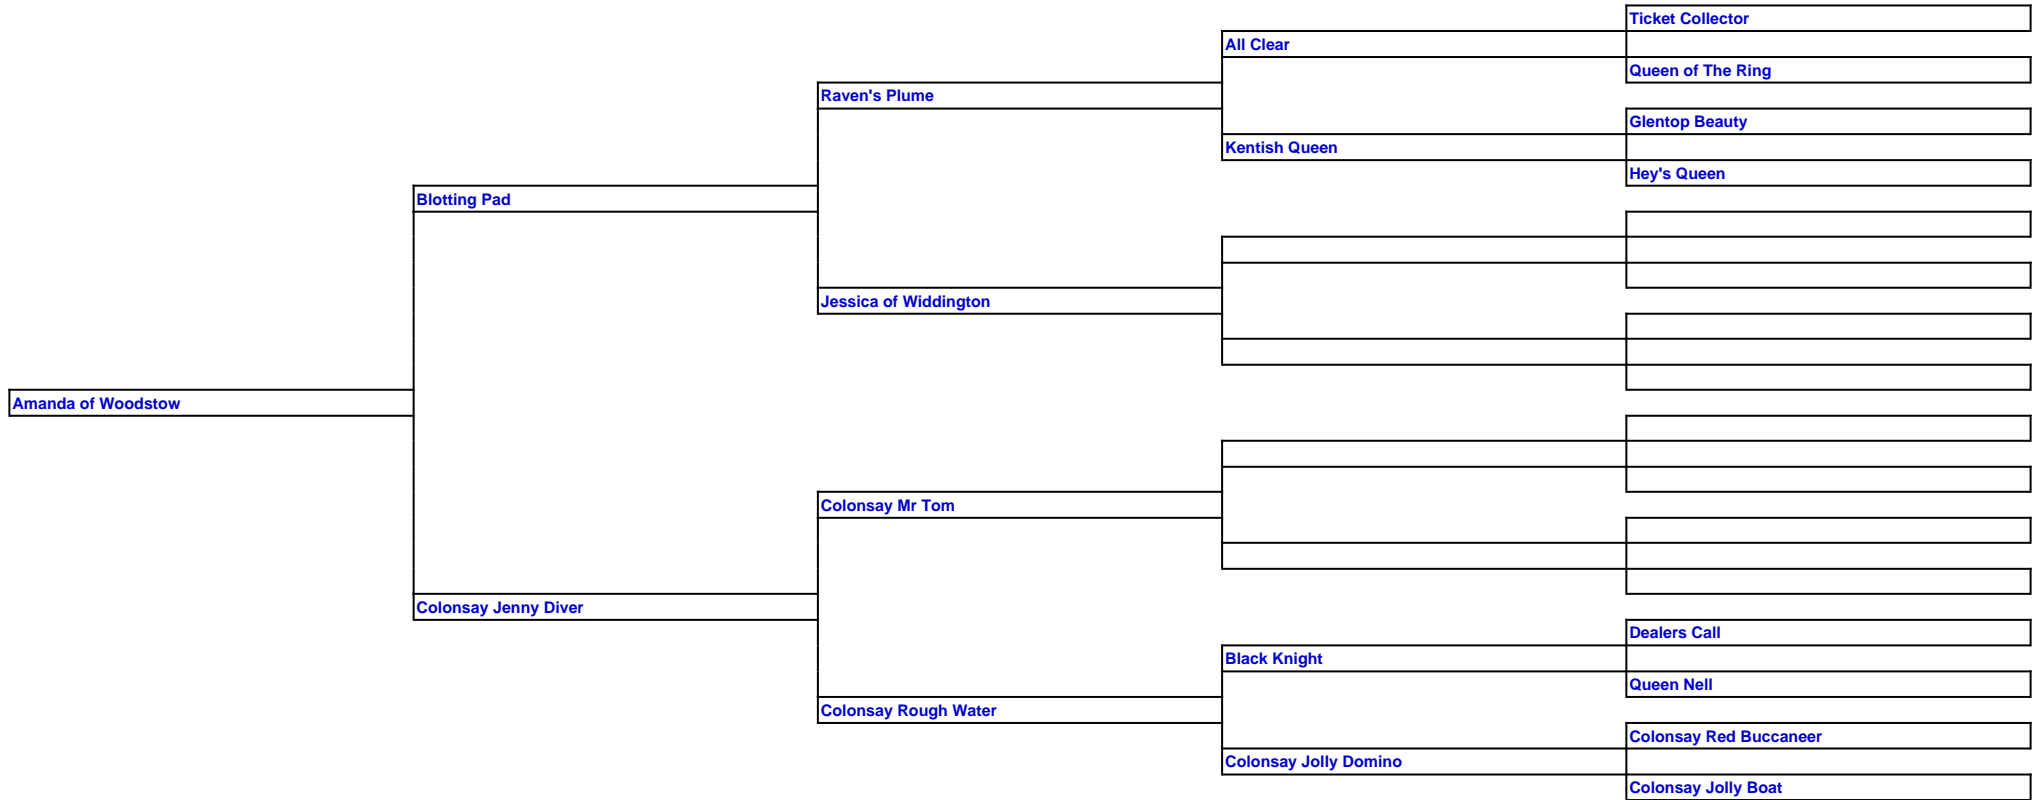 Ticket Collector
All Clear
Queen of The Ring
Raven's Plume
Glentop Beauty
Kentish Queen
Hey's Queen
Blotting Pad
Jessica of Widdington
Amanda of Woodstow
Colonsay Mr Tom
Colonsay Jenny Diver
Dealers Call
Black Knight
Queen Nell
Colonsay Rough Water
Colonsay Red Buccaneer
Colonsay Jolly Domino
Colonsay Jolly Boat